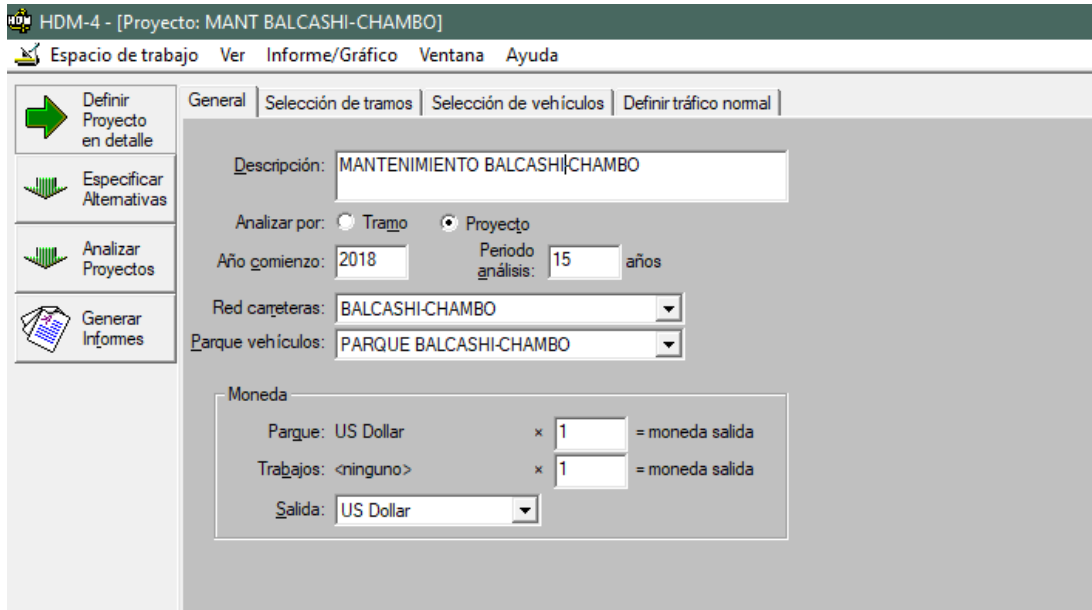 HDM-4 - [Proyecto: MANT BALCASHI-CHAMBO]
Espacio de trabajo Ver Informe/Gráfico Ventana Ayuda
Definir
Proyecto
en detalle
Especificar
Alternativas
Analizar
Proyectos
Generar
Informes
General Selección de tramos Selección de vehículos Definir tráfico normal
Descripción: MANTENIMIENTO BALCASHI-CHAMBO
Analizar por: Tramo Proyecto
Año comienzo: 2018 Periodo análisis: 15 años
Red carreteras: BALCASHI-CHAMBO
Parque vehículos: PARQUE BALCASHI-CHAMBO
Moneda
Parque: US Dollar × 1 = moneda salida
Trabajos: <ninguno> × 1 = moneda salida
Salida: US Dollar